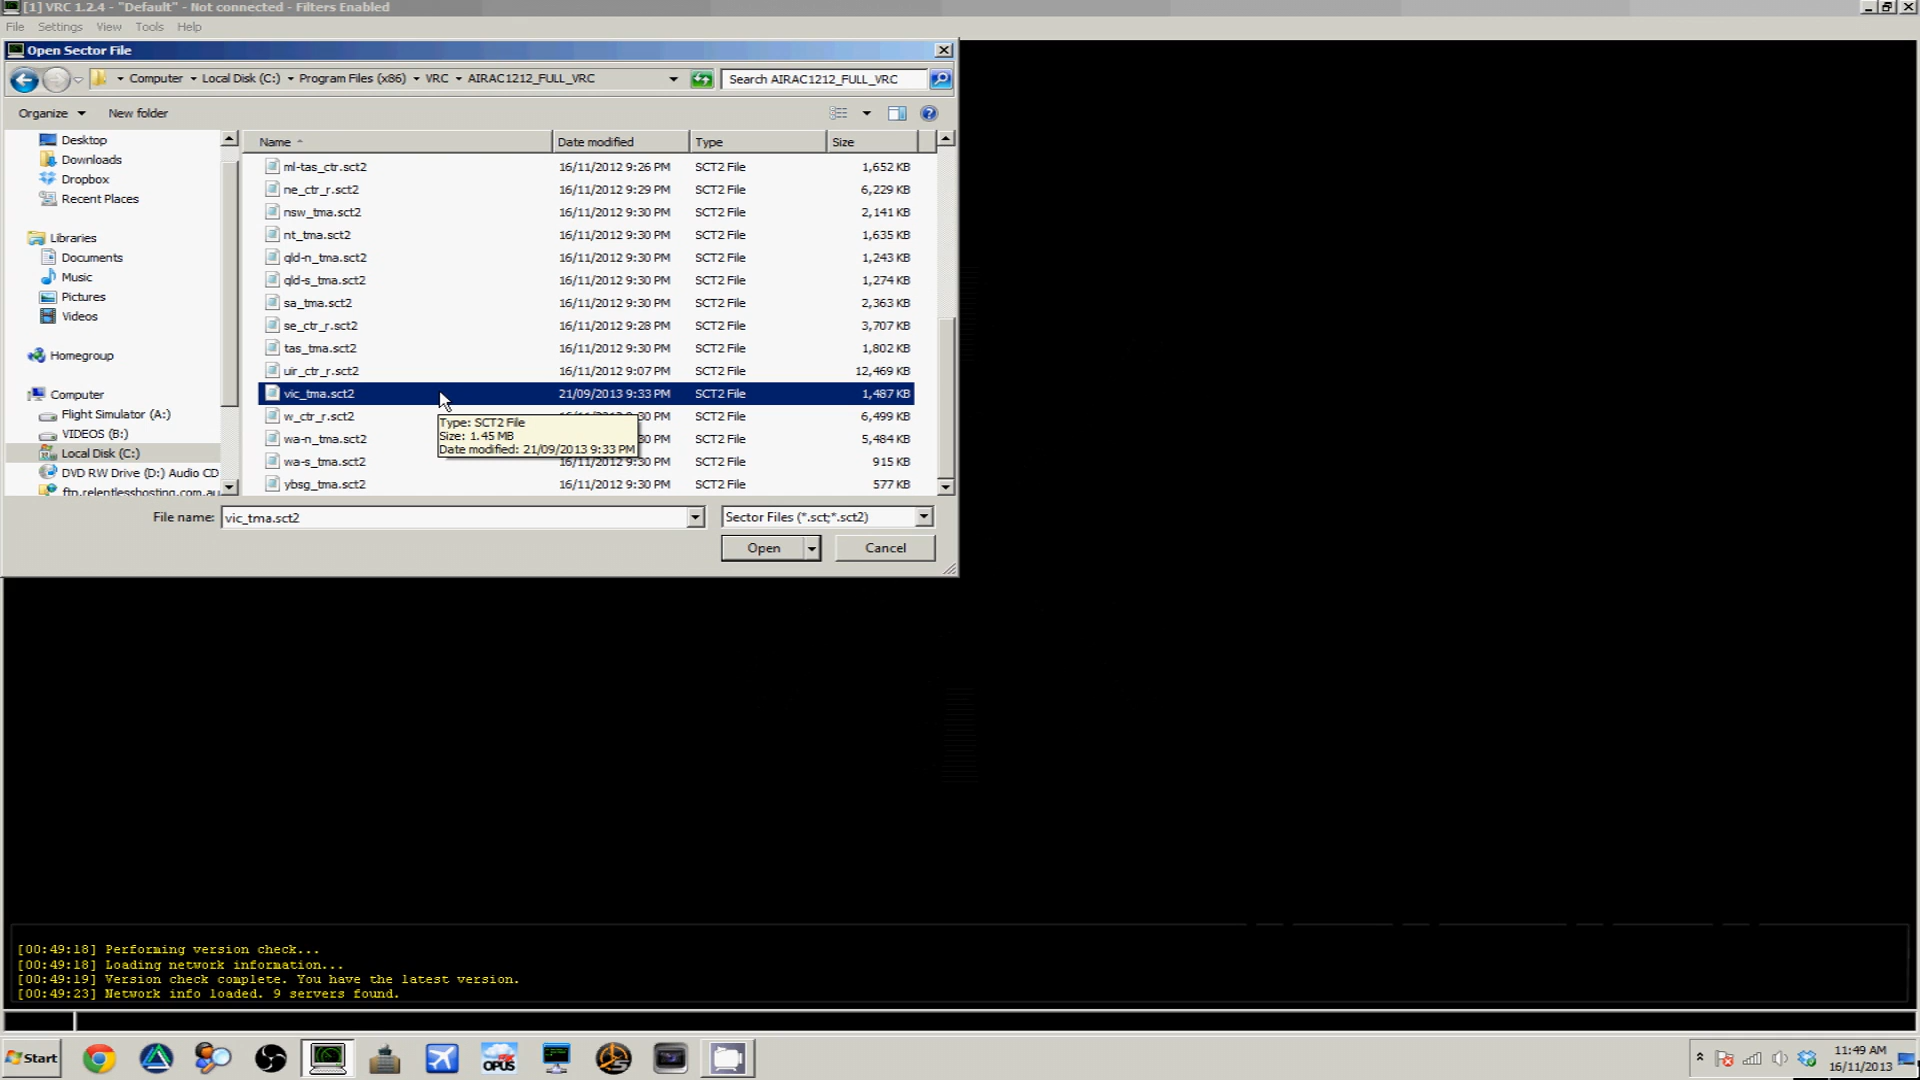 [1] VRC 1.2.4 - "Default" - Not connected - Filters Enabled
File Settings View Tools Help
Open Sector File
Computer Local Disk (C:) Program Files (x86) VRC AIRAC1212_FULL_VRC Search AIRAC1212_FULL_VRC
Organize New folder
Name Date modified Type Size
Desktop
Downloads
Dropbox
Recent Places
Libraries
Documents
Music
Pictures
Videos
Homegroup
Computer
Flight Simulator (A:)
VIDEOS (B:)
Local Disk (C:)
DVD RW Drive (D:) Audio CD
ftp.relentlesshosting.com.au
ml-tas_ctr.sct2 16/11/2012 9:26 PM SCT2 File 1,652 KB
ne_ctr_r.sct2 16/11/2012 9:29 PM SCT2 File 6,229 KB
nsw_tma.sct2 16/11/2012 9:30 PM SCT2 File 2,141 KB
nt_tma.sct2 16/11/2012 9:30 PM SCT2 File 1,635 KB
qld-n_tma.sct2 16/11/2012 9:30 PM SCT2 File 1,243 KB
qld-s_tma.sct2 16/11/2012 9:30 PM SCT2 File 1,274 KB
sa_tma.sct2 16/11/2012 9:30 PM SCT2 File 2,363 KB
se_ctr_r.sct2 16/11/2012 9:28 PM SCT2 File 3,707 KB
tas_tma.sct2 16/11/2012 9:30 PM SCT2 File 1,802 KB
uir_ctr_r.sct2 16/11/2012 9:07 PM SCT2 File 12,469 KB
vic_tma.sct2 21/09/2013 9:33 PM SCT2 File 1,487 KB
w_ctr_r.sct2 :30 PM SCT2 File 6,499 KB
Type: SCT2 File
Size: 1.45 MB
Date modified: 21/09/2013 9:33 PM
wa-n_tma.sct2 :30 PM SCT2 File 5,484 KB
wa-s_tma.sct2 16/11/2012 9:30 PM SCT2 File 915 KB
ybsg_tma.sct2 16/11/2012 9:30 PM SCT2 File 577 KB
File name: vic_tma.sct2 Sector Files (*.sct;*.sct2)
Open Cancel
[00:49:18] Performing version check...
[00:49:18] Loading network information...
[00:49:19] Version check complete. You have the latest version.
[00:49:23] Network info loaded. 9 servers found.
Start OPUS 11:49 AM
16/11/2013